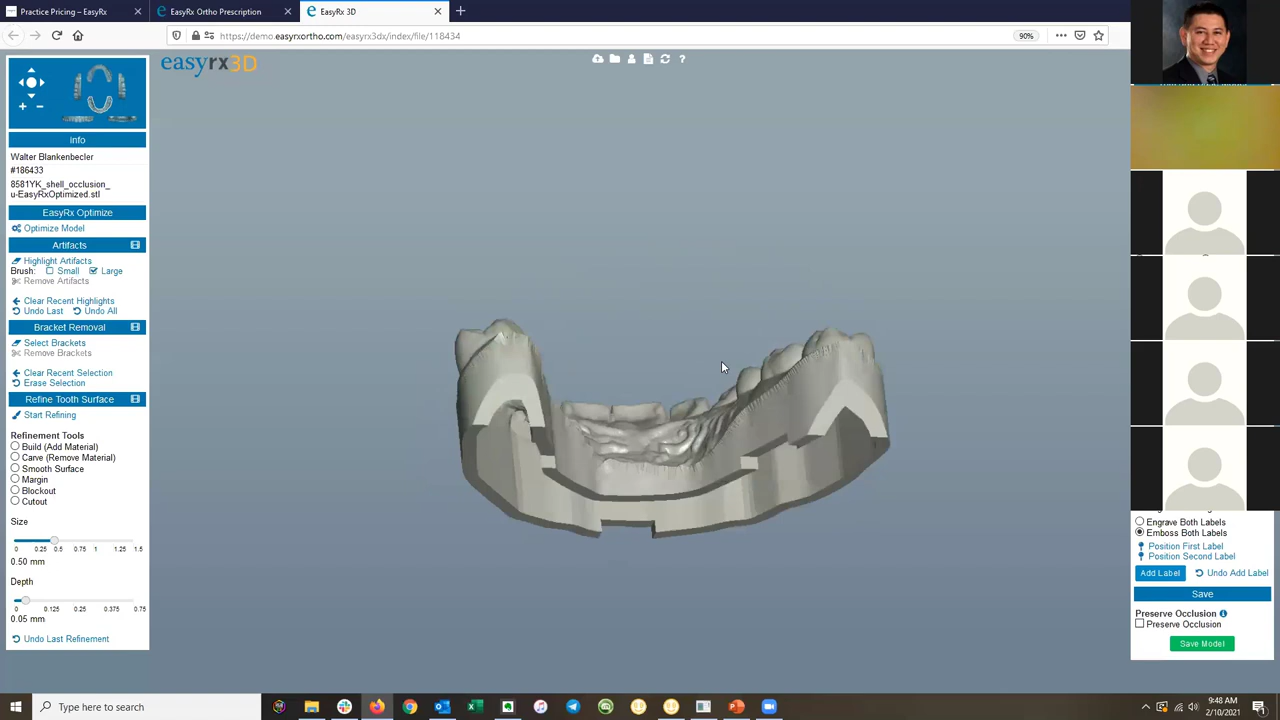 Practice Pricing – EasyRx
EasyRx Ortho Prescription
EasyRx 3D
https://demo.easyrxortho.com/easyrx3dx/index/file/118434
90%
easyrx3D
Info
Walter Blankenbecler
#186433
8581YK_shell_occlusion_
u-EasyRxOptimized.stl
EasyRx Optimize
Optimize Model
Artifacts
Highlight Artifacts
Brush: Small Large
Remove Artifacts
Clear Recent Highlights
Undo Last Undo All
Bracket Removal
Select Brackets
Remove Brackets
Clear Recent Selection
Erase Selection
Refine Tooth Surface
Start Refining
Refinement Tools
Build (Add Material)
Carve (Remove Material)
Smooth Surface
Margin
Blockout
Cutout
Size
0 0.25 0.5 0.75 1 1.25 1.5
0.50 mm
Depth
0 0.125 0.25 0.375 0.75
0.05 mm
Undo Last Refinement
Engrave Both Labels
Emboss Both Labels
Position First Label
Position Second Label
Add Label Undo Add Label
Save
Preserve Occlusion
Preserve Occlusion
Save Model
Type here to search
9:48 AM
2/10/2021